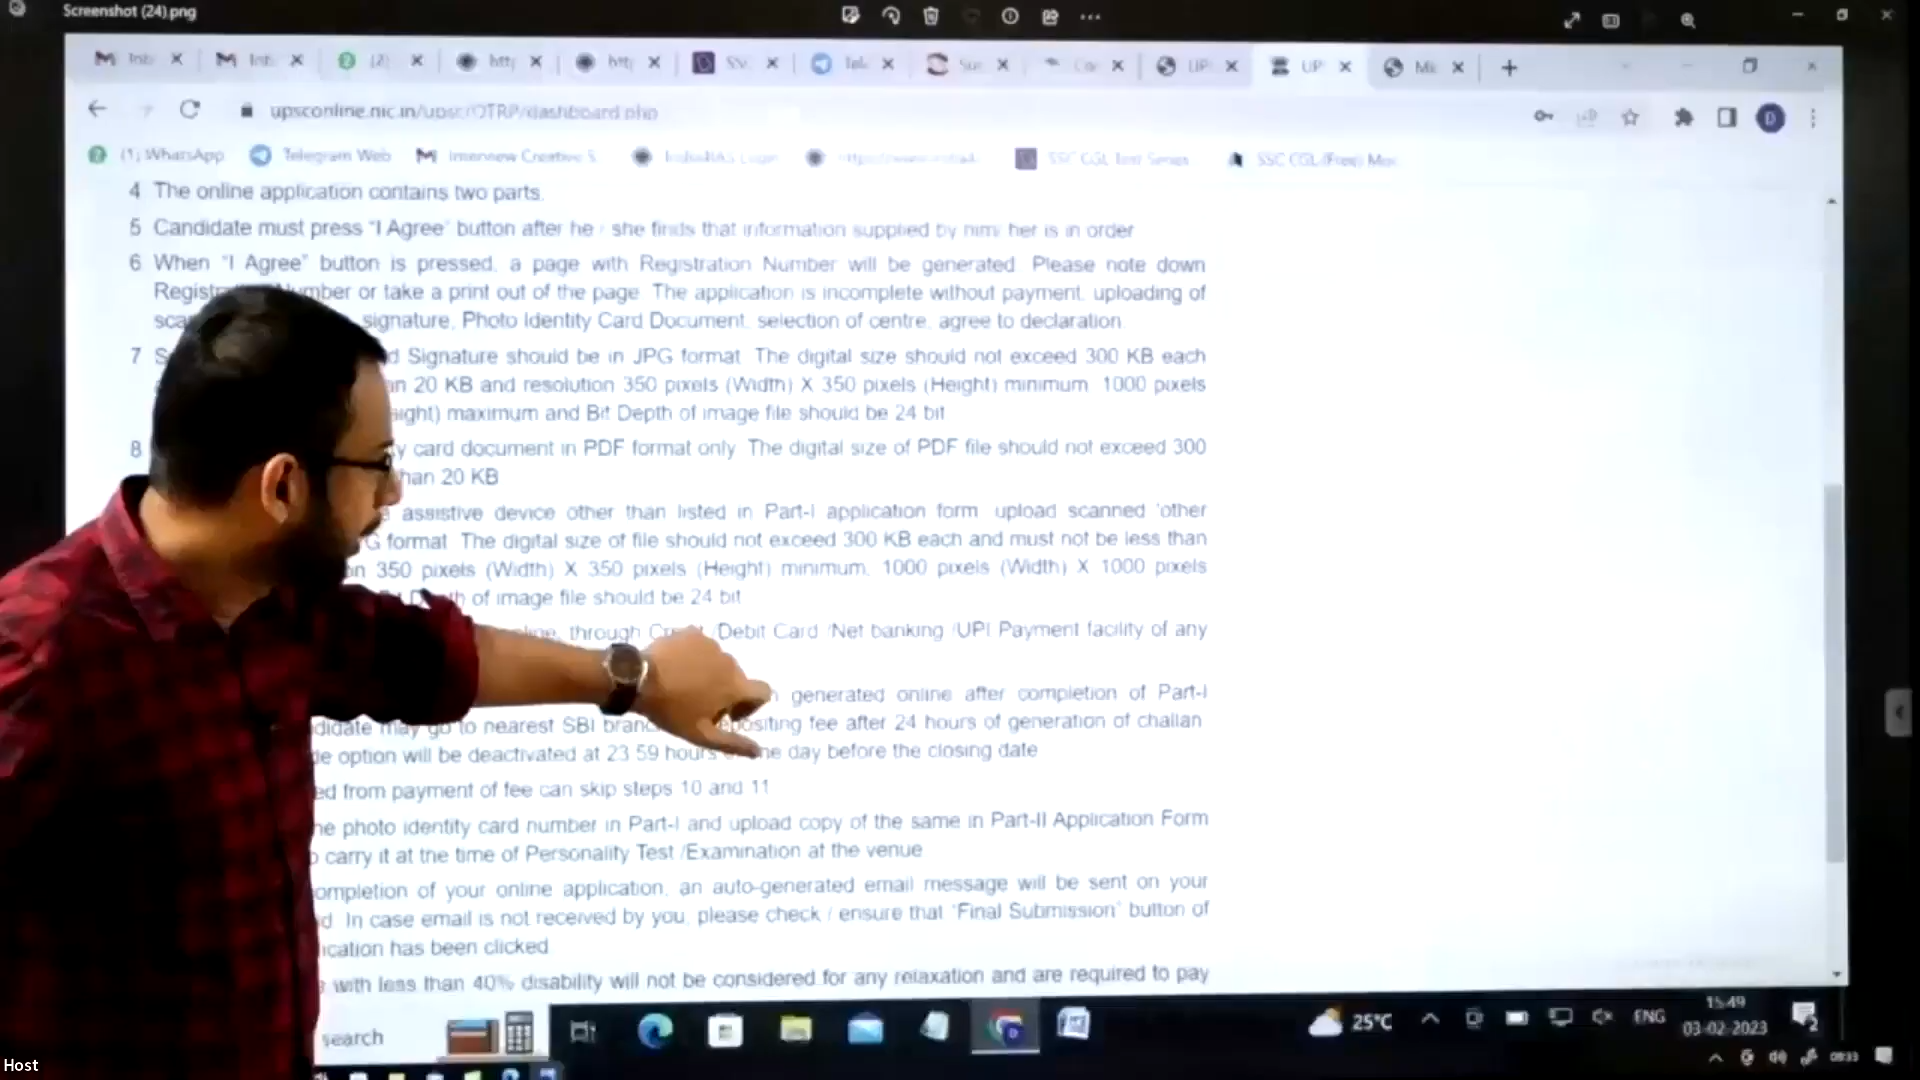 Screenshot (24).png
upsconline.nic.in/upsc/OTRP/dashboard.php
(1) WhatsApp Telegram Web Interview Creative S SSC CGL Test Series SSC CGL (Free) Moc
4 The online application contains two parts.
5 Candidate must press "I Agree" button after he / she finds that information supplied by him/ her is in order
6 When "I Agree" button is pressed, a page with Registration Number will be generated. Please note down
Number or take a print out of the page. The application is incomplete without payment, uploading of
signature, Photo Identity Card Document, selection of centre, agree to declaration.
7 Signature should be in JPG format. The digital size should not exceed 300 KB each
20 KB and resolution 350 pixels (Width) X 350 pixels (Height) minimum, 1000 pixels
maximum and Bit Depth of image file should be 24 bit
8 card document in PDF format only. The digital size of PDF file should not exceed 300
20 KB
assistive device other than listed in Part-I application form, upload scanned 'other
format. The digital size of file should not exceed 300 KB each and must not be less than
350 pixels (Width) X 350 pixels (Height) minimum, 1000 pixels (Width) X 1000 pixels
of image file should be 24 bit
through /Debit Card /Net banking /UPI Payment facility of any
generated online after completion of Part-I
may go to nearest SBI fee after 24 hours of generation of challan
option will be deactivated at 23.59 hours day before the closing date
from payment of fee can skip steps 10 and 11
photo identity card number in Part-I and upload copy of the same in Part-II Application Form
carry it at the time of Personality Test /Examination at the venue
completion of your online application, an auto-generated email message will be sent on your
In case email is not received by you, please check / ensure that 'Final Submission' button of
has been clicked
with less than 40% disability will not be considered for any relaxation and are required to pay
search 25°C ENG 15:49
03-02-2023
Host